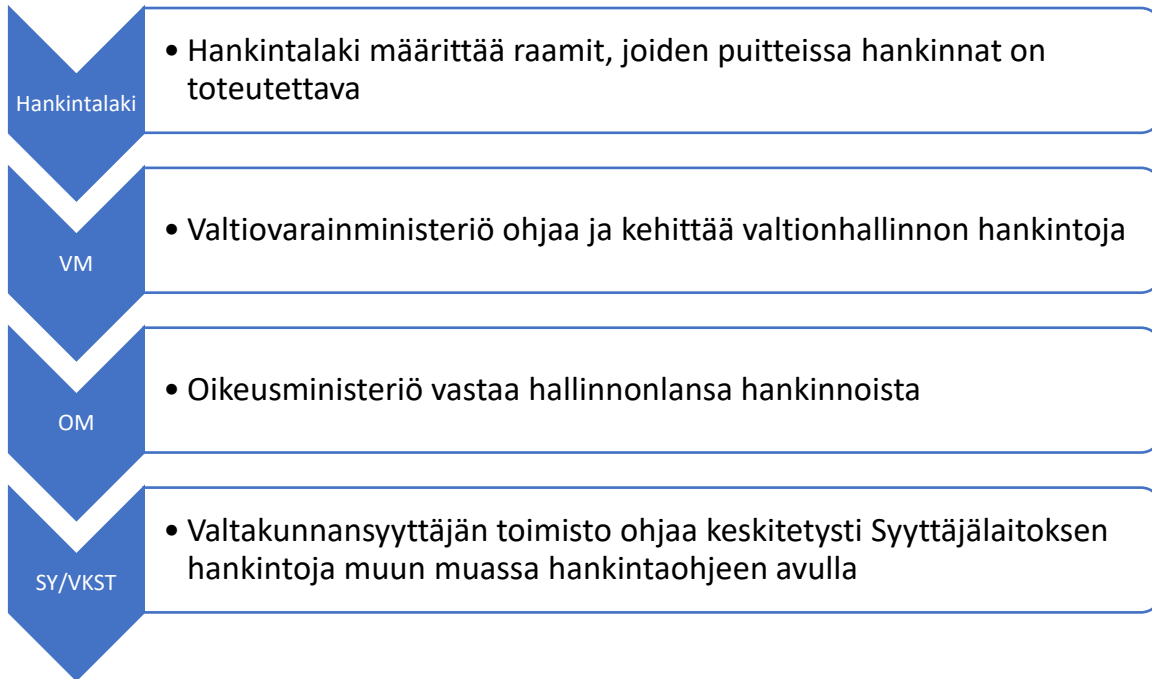 Hankintalaki
• Hankintalaki määrittää raamit, joiden puitteissa hankinnat on
toteutettava
VM
• Valtiovarainministeriö ohjaa ja kehittää valtionhallinnon hankintoja
OM
• Oikeusministeriö vastaa hallinnonlansa hankinnoista
SY/VKST
• Valtakunnansyyttäjän toimisto ohjaa keskitetysti Syyttäjälaitoksen
hankintoja muun muassa hankintaohjeen avulla